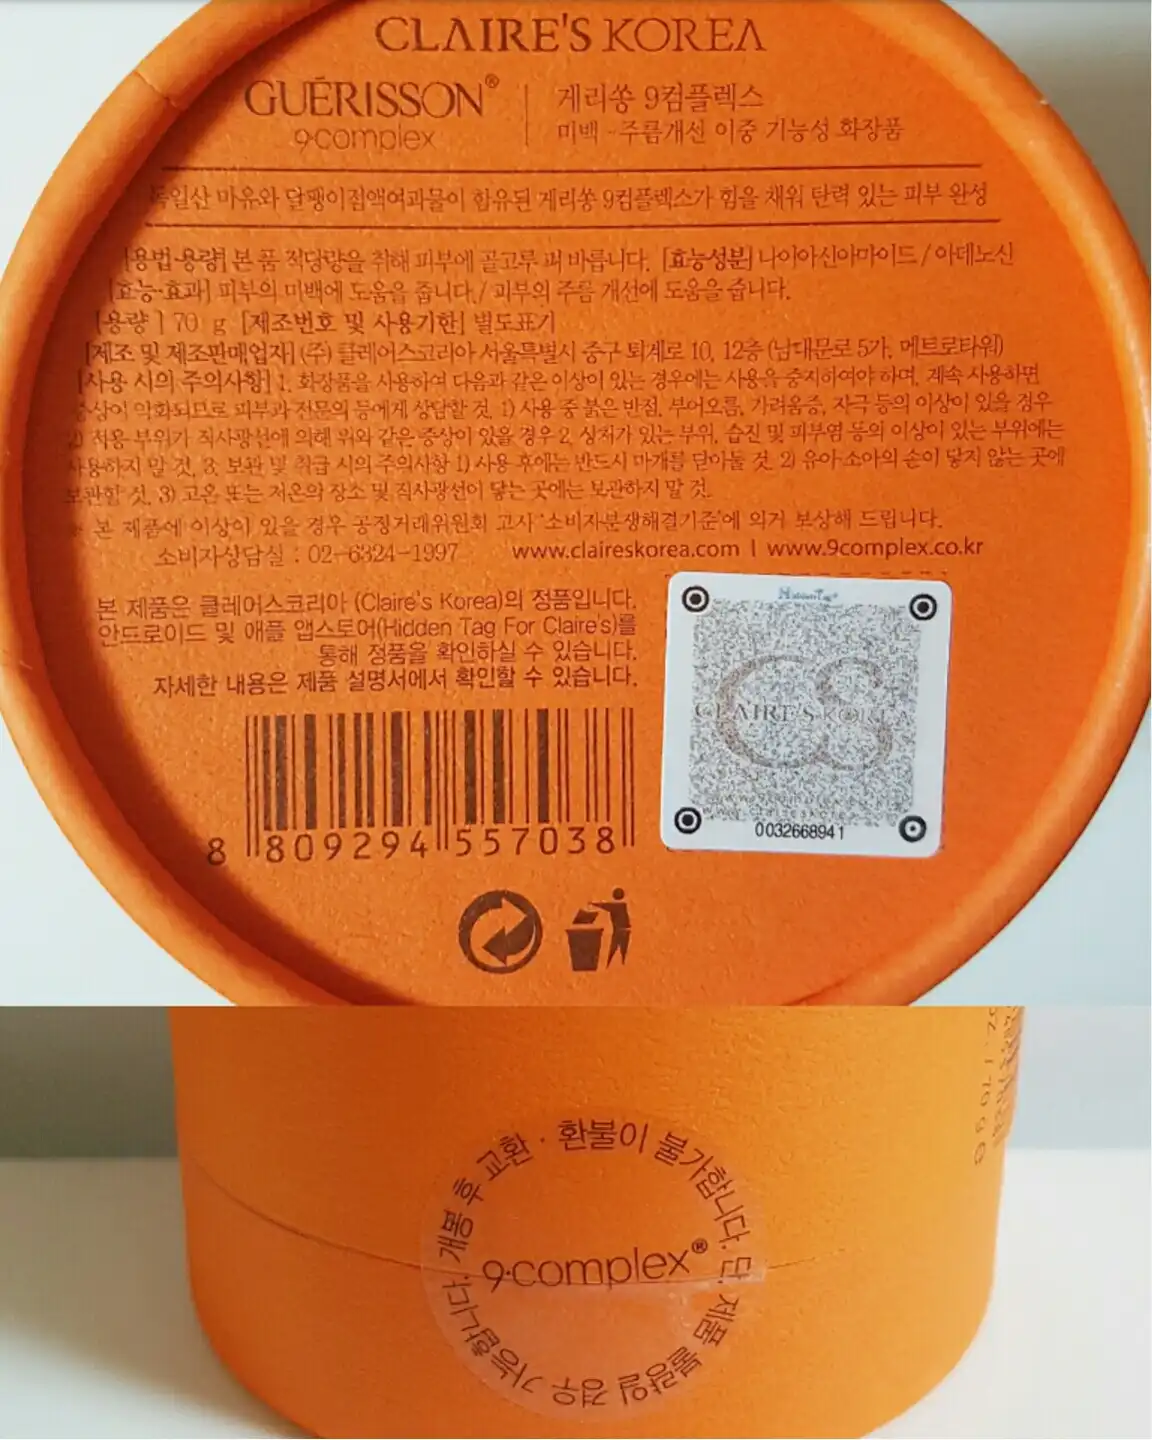 CLAIRE'S KOREA
GUÉRISSON®
9·complex
게리쏭 9컴플렉스
미백 · 주름개선 이중 기능성 화장품
독일산 마유와 달팽이점액여과물이 함유된 게리쏭 9컴플렉스가 힘을 채워 탄력 있는 피부 완성
[용법·용량] 본 품 적당량을 취해 피부에 골고루 펴 바릅니다. [효능성분] 나이아신아마이드 / 아데노신
[효능·효과] 피부의 미백에 도움을 줍니다. / 피부의 주름 개선에 도움을 줍니다.
[용량] 70 g [제조번호 및 사용기한] 별도표기
[제조 및 제조판매업자] (주) 클레어스코리아 서울특별시 중구 퇴계로 10, 12층 (남대문로 5가, 메트로타워)
[사용 시의 주의사항] 1. 화장품을 사용하여 다음과 같은 이상이 있는 경우에는 사용을 중지하여야 하며, 계속 사용하면
증상이 악화되므로 피부과 전문의 등에게 상담할 것. 1) 사용 중 붉은 반점, 부어오름, 가려움증, 자극 등의 이상이 있을 경우
2) 적용 부위가 직사광선에 의해 위와 같은 증상이 있을 경우 2. 상처가 있는 부위, 습진 및 피부염 등의 이상이 있는 부위에는
사용하지 말 것. 3. 보관 및 취급 시의 주의사항 1) 사용 후에는 반드시 마개를 닫아둘 것. 2) 유아·소아의 손이 닿지 않는 곳에
보관할 것. 3) 고온 또는 저온의 장소 및 직사광선이 닿는 곳에는 보관하지 말 것.
※ 본 제품에 이상이 있을 경우 공정거래위원회 고시 '소비자분쟁해결기준'에 의거 보상해 드립니다.
소비자상담실 : 02-6324-1997 www.claireskorea.com | www.9complex.co.kr
본 제품은 클레어스코리아 (Claire's Korea)의 정품입니다.
안드로이드 및 애플 앱스토어(Hidden Tag For Claire's)를
통해 정품을 확인하실 수 있습니다.
자세한 내용은 제품 설명서에서 확인할 수 있습니다.
HiddenTag®
CLAIRE'S KOREA
0032668941
8 809294 557038
개봉 후 교환 · 환불이 불가합니다. 단, 제품 불량일 경우 가능합니다.
9·complex®
70 g